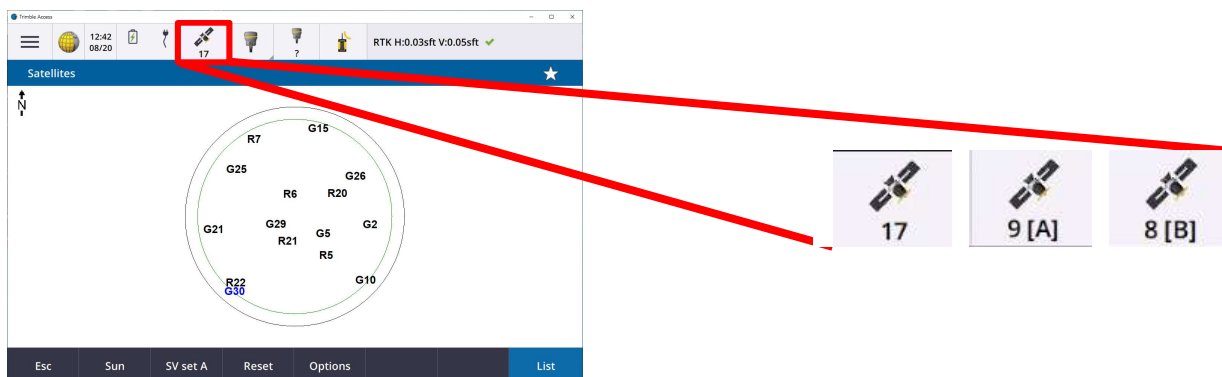 Trimble Access
12:42
08/20
17
?
RTK H:0.03sft V:0.05sft
Satellites
N
G15
R7
G25
G26
R6
R20
G29
G2
G21
G5
R21
R5
R22
G10
G30
17
9 [A]
8 [B]
Esc
Sun
SV set A
Reset
Options
List